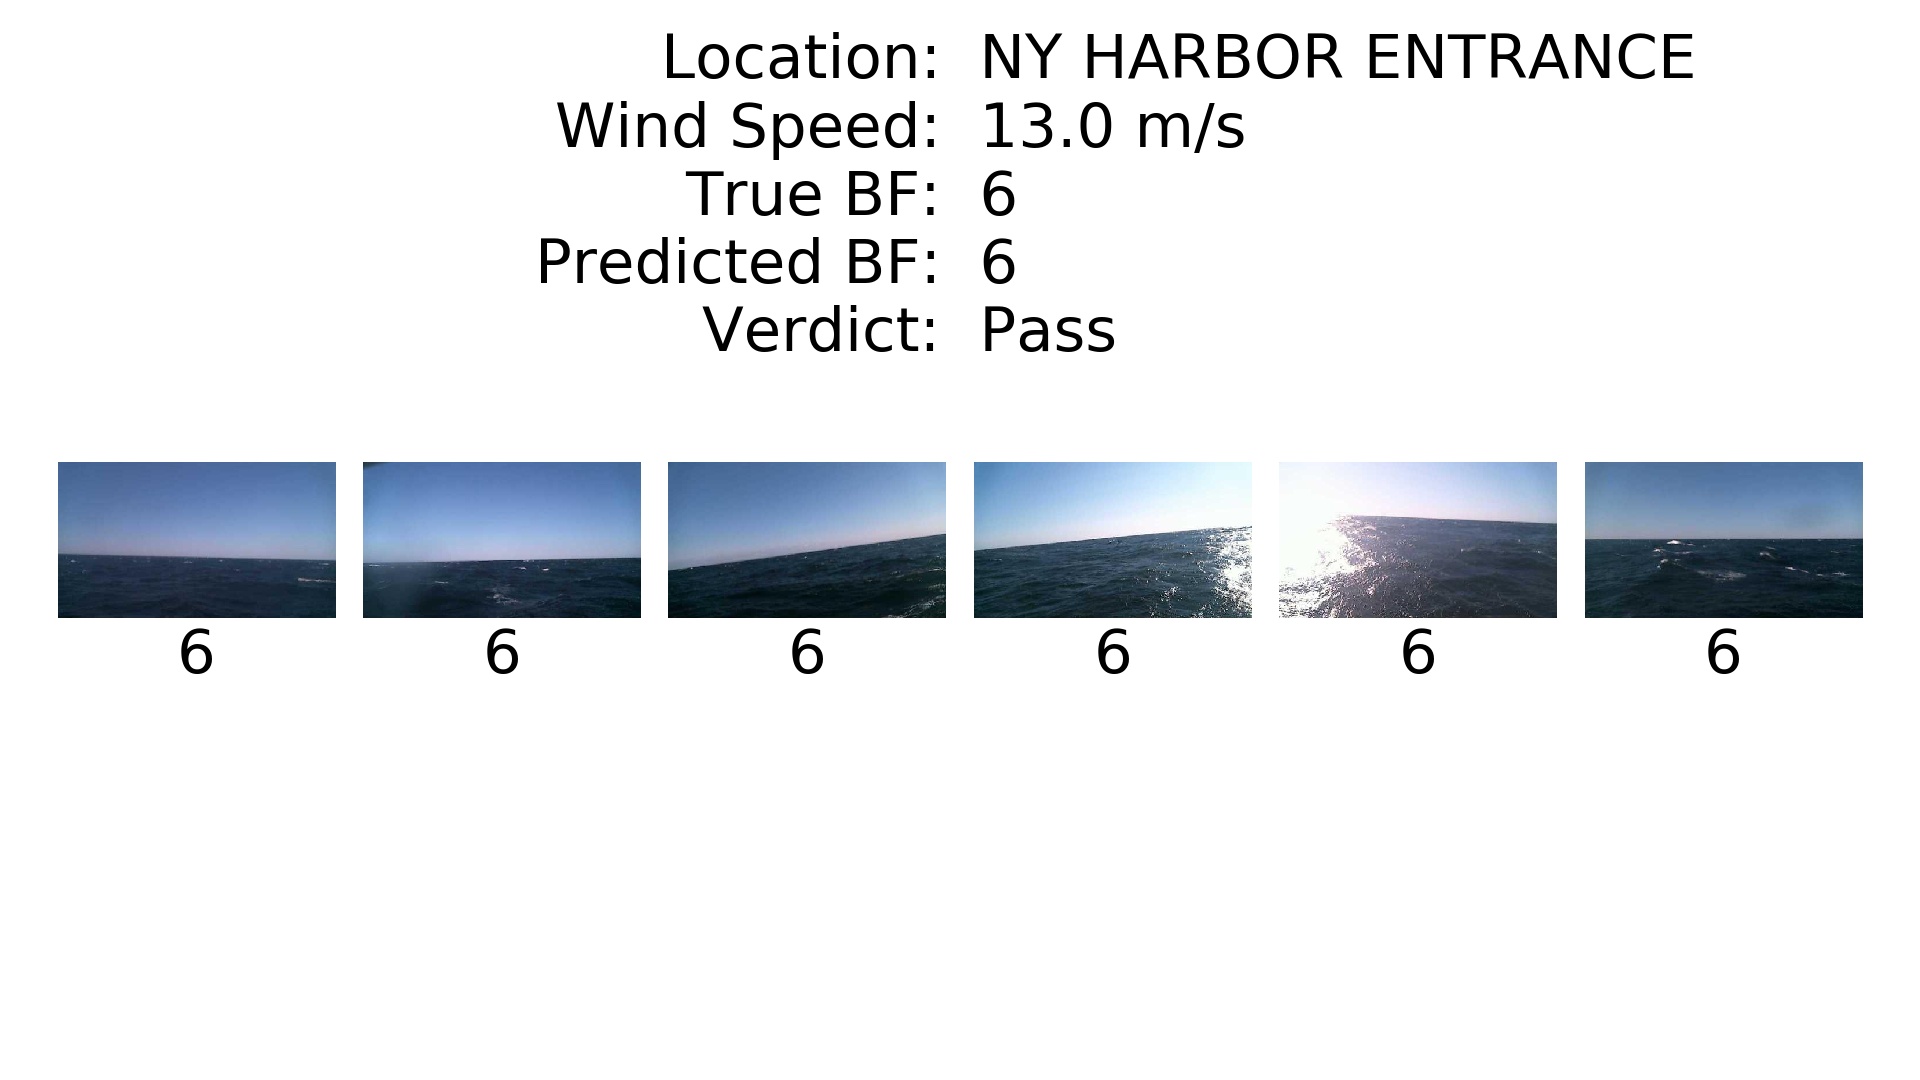 Location: NY HARBOR ENTRANCE
Wind Speed: 13.0 m/s
True BF: 6
Predicted BF: 6
Verdict: Pass
6 6 6 6 6 6